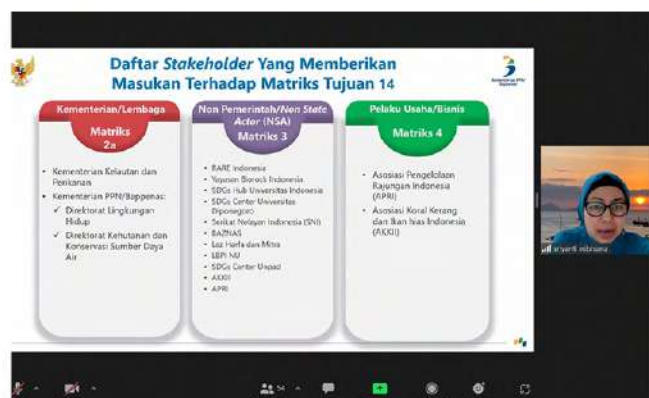 Daftar Stakeholder Yang Memberikan
Masukan Terhadap Matriks Tujuan 14
Kementerian PPN/
Bappenas
Kementerian/Lembaga
Matriks
2a
• Kementerian Kelautan dan
Perikanan
• Kementerian PPN/Bappenas:
✓ Direktorat Lingkungan
Hidup
✓ Direktorat Kehutanan dan
Konservasi Sumber Daya
Air
Non Pemerintah/Non State
Actor (NSA)
Matriks 3
• RARE Indonesia
• Yayasan Biorock Indonesia
• SDGs Hub Universitas Indonesia
• SDGs Center Universitas
Diponegoro
• Serikat Nelayan Indonesia (SNI)
• BAZNAS
• Laz Harfa dan Mitra
• LBPI NU
• SDGs Center Unpad
• AKKII
• APRI
Pelaku Usaha/Bisnis
Matriks 4
• Asosiasi Pengelolaan
Rajungan Indonesia
(APRI)
• Asosiasi Koral Kerang
dan Ikan hias Indonesia
(AKKII)
54